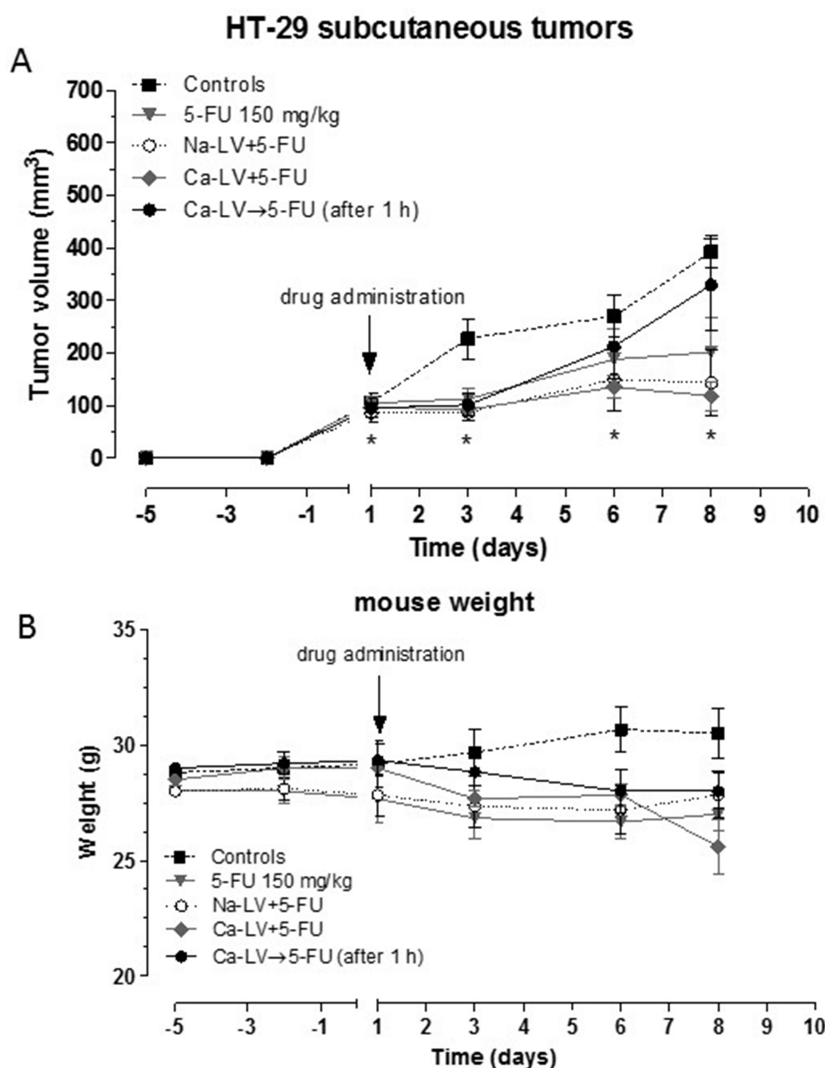 HT-29 subcutaneous tumors
A
Controls
5-FU 150 mg/kg
Na-LV+5-FU
Ca-LV+5-FU
Ca-LV→5-FU (after 1 h)
drug administration
Tumor volume (mm³)
700
600
500
400
300
200
100
0
* * * *
-5 -3 -1 1 2 3 4 5 6 7 8 9 10
Time (days)
mouse weight
B
drug administration
Weight (g)
35
30
25
20
Controls
5-FU 150 mg/kg
Na-LV+5-FU
Ca-LV+5-FU
Ca-LV→5-FU (after 1 h)
-5 -3 -1 1 2 3 4 5 6 7 8 9 10
Time (days)